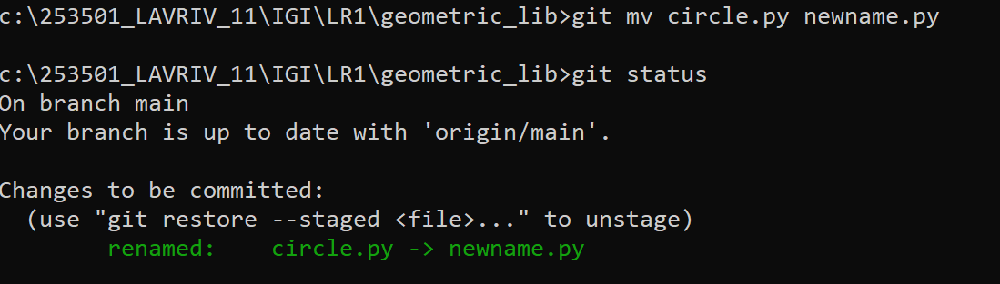 c:\253501_LAVRIV_11\IGI\LR1\geometric_lib>git mv circle.py newname.py
c:\253501_LAVRIV_11\IGI\LR1\geometric_lib>git status
On branch main
Your branch is up to date with 'origin/main'.
Changes to be committed:
  (use "git restore --staged <file>..." to unstage)
        renamed:    circle.py -> newname.py